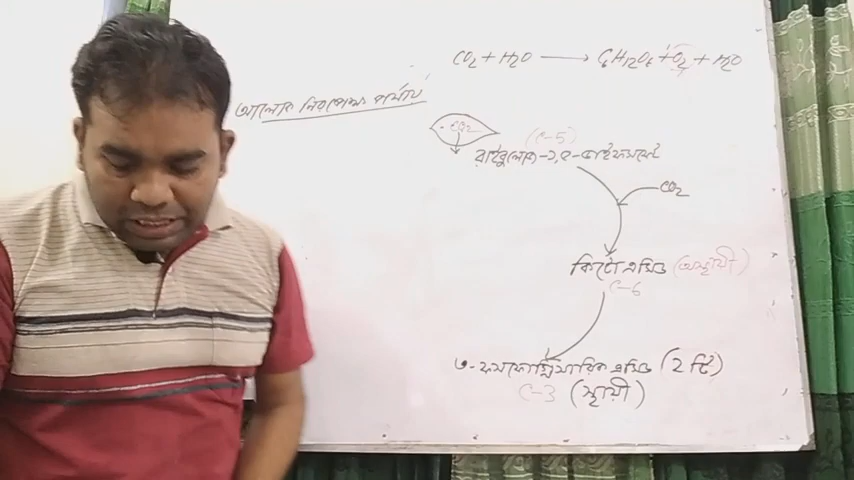 CO2 + H2O → C6H12O6 + O2 + H2O
আলোক নিরপেক্ষ পর্যায়
CO2
(C-5)
রাইবুলোজ-১,৫-ডাইফসফেট
CO2
কিটো এসিড (অস্থায়ী)
C-6
৩-ফসফোগ্লিসারিক এসিড (২ টি)
C-3 (স্থায়ী)